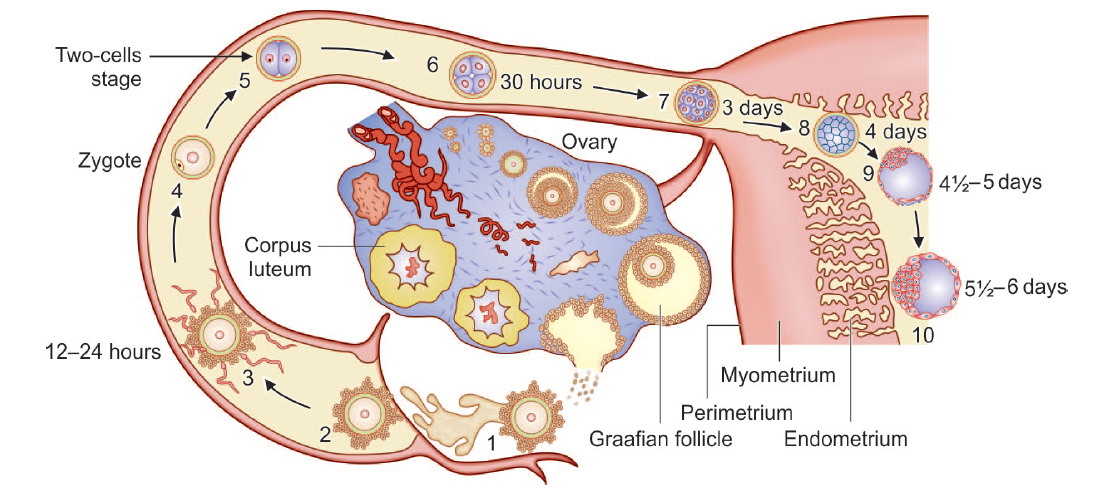 Two-cells
stage
5
6
30 hours
7
3 days
8
4 days
Zygote
4
Ovary
9
4½–5 days
Corpus
luteum
5½–6 days
12–24 hours
3
10
Myometrium
Perimetrium
2
1
Graafian follicle
Endometrium